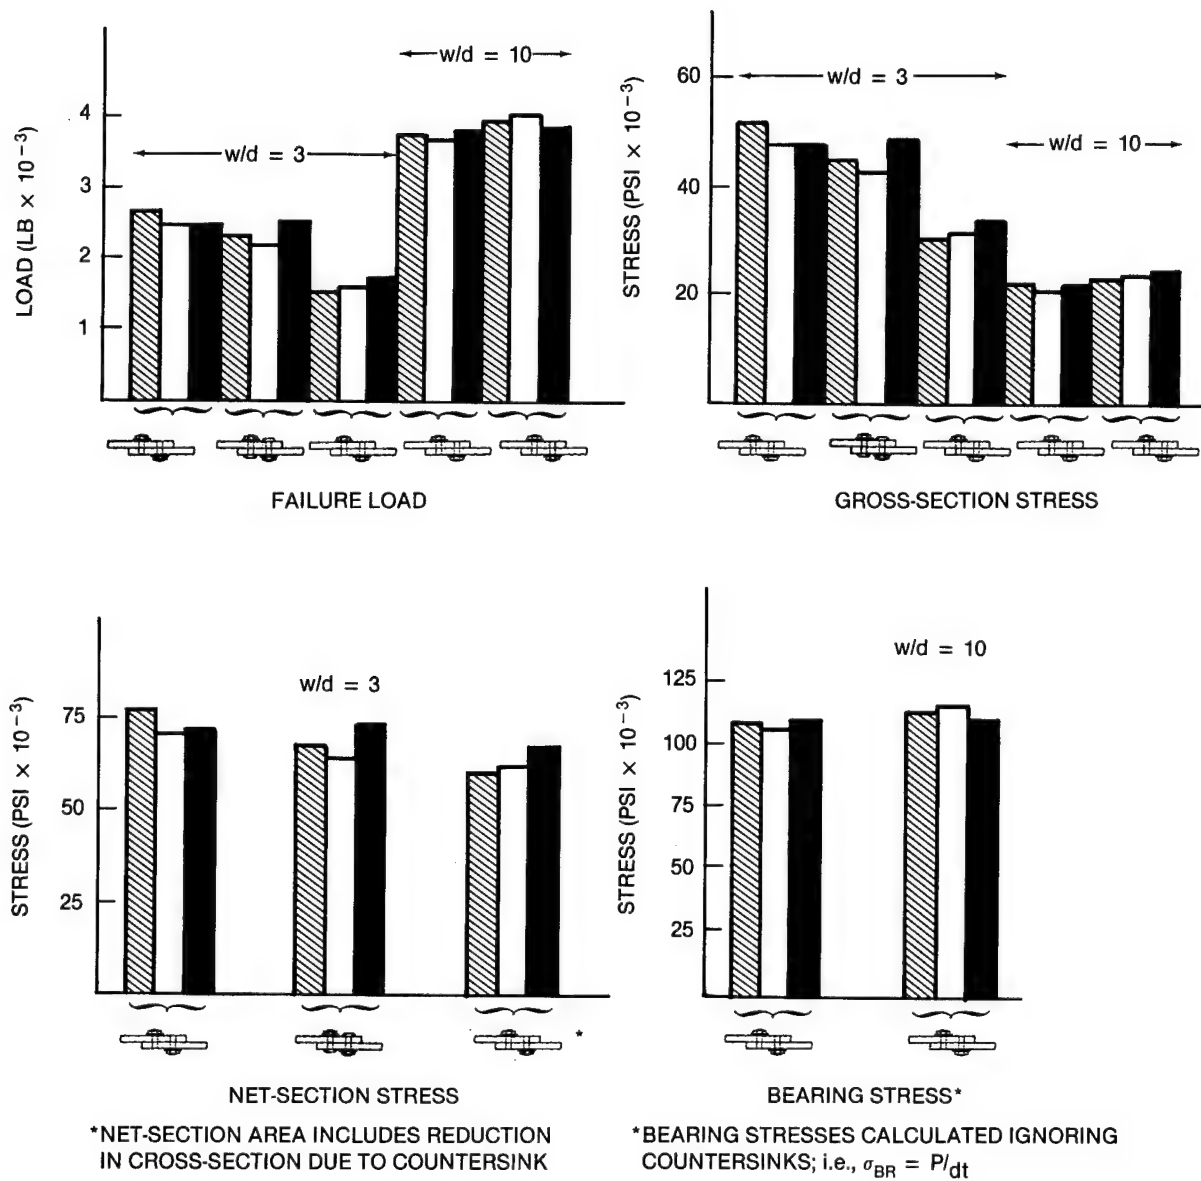 w/d = 10
4
w/d = 3
3
2
1
LOAD (LB × 10⁻³)
FAILURE LOAD
60
w/d = 3
w/d = 10
40
20
STRESS (PSI × 10⁻³)
GROSS-SECTION STRESS
w/d = 3
75
50
25
STRESS (PSI × 10⁻³)
*
NET-SECTION STRESS
*NET-SECTION AREA INCLUDES REDUCTION
IN CROSS-SECTION DUE TO COUNTERSINK
w/d = 10
125
100
75
50
25
STRESS (PSI × 10⁻³)
BEARING STRESS*
*BEARING STRESSES CALCULATED IGNORING
COUNTERSINKS; i.e., σBR = P/dt